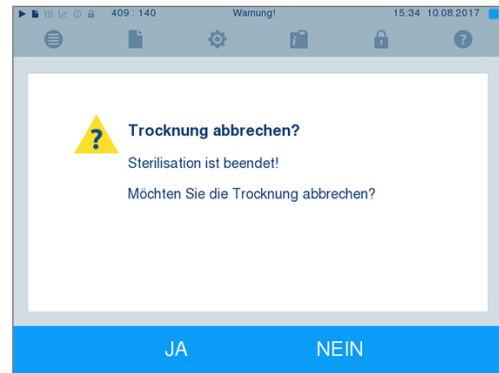 409 : 140 Warnung! 15:34 10.08.2017
Trocknung abbrechen?
Sterilisation ist beendet!
Möchten Sie die Trocknung abbrechen?
JA NEIN